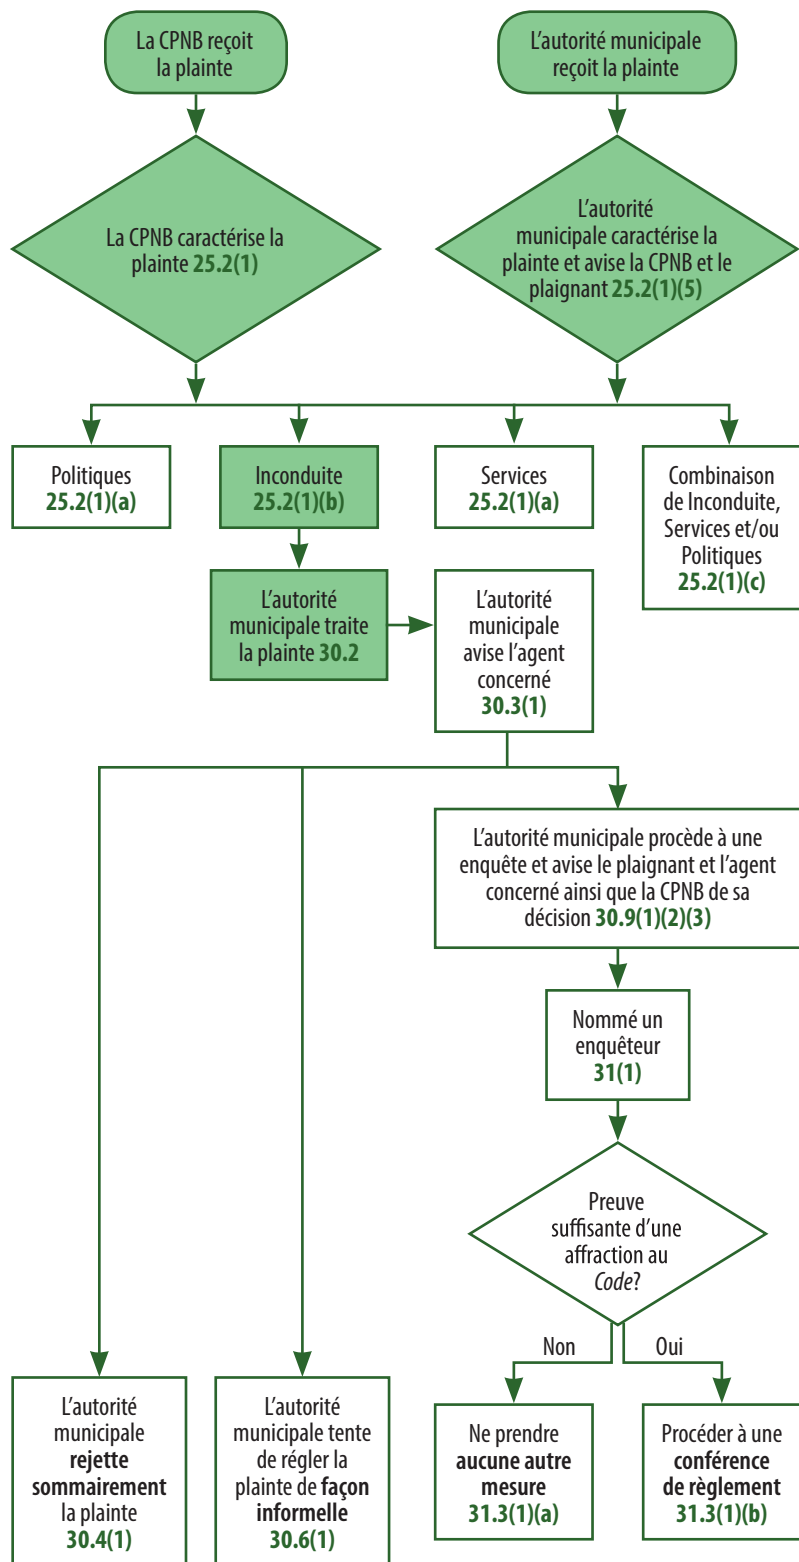 La CPNB reçoit
la plainte
L'autorité municipale
reçoit la plainte
La CPNB caractérise la
plainte 25.2(1)
L'autorité
municipale caractérise la
plainte et avise la CPNB et le
plaignant 25.2(1)(5)
Politiques
25.2(1)(a)
Inconduite
25.2(1)(b)
Services
25.2(1)(a)
Combinaison
de Inconduite,
Services et/ou
Politiques
25.2(1)(c)
L'autorité
municipale traite
la plainte 30.2
L'autorité
municipale
avise l'agent
concerné
30.3(1)
L'autorité municipale procède à une
enquête et avise le plaignant et l'agent
concerné ainsi que la CPNB de sa
décision 30.9(1)(2)(3)
Nommé un
enquêteur
31(1)
Preuve
suffisante d'une
affraction au
Code?
Non
Oui
L'autorité
municipale
rejette
sommairement
la plainte
30.4(1)
L'autorité
municipale tente
de régler la
plainte de façon
informelle
30.6(1)
Ne prendre
aucune autre
mesure
31.3(1)(a)
Procéder à une
conférence
de règlement
31.3(1)(b)